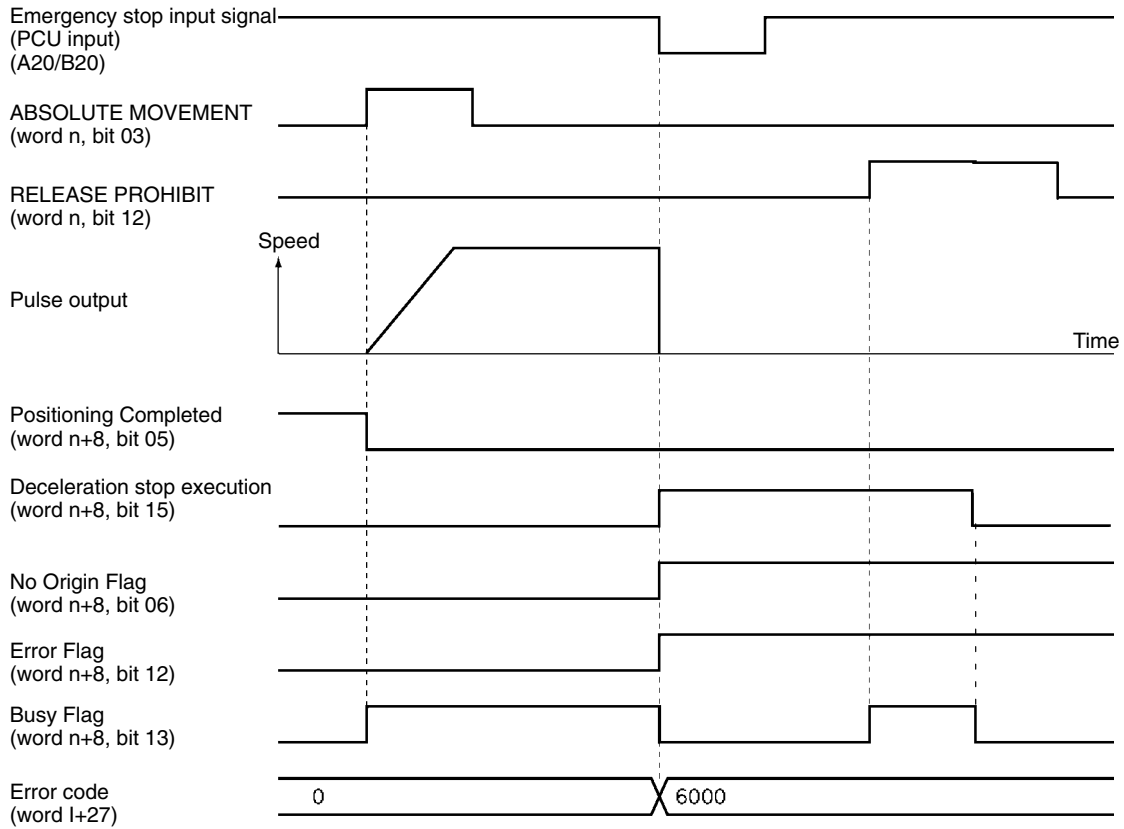 Emergency stop input signal
(PCU input)
(A20/B20)
ABSOLUTE MOVEMENT
(word n, bit 03)
RELEASE PROHIBIT
(word n, bit 12)
Speed
Pulse output
Time
Positioning Completed
(word n+8, bit 05)
Deceleration stop execution
(word n+8, bit 15)
No Origin Flag
(word n+8, bit 06)
Error Flag
(word n+8, bit 12)
Busy Flag
(word n+8, bit 13)
Error code
(word I+27)
0
6000